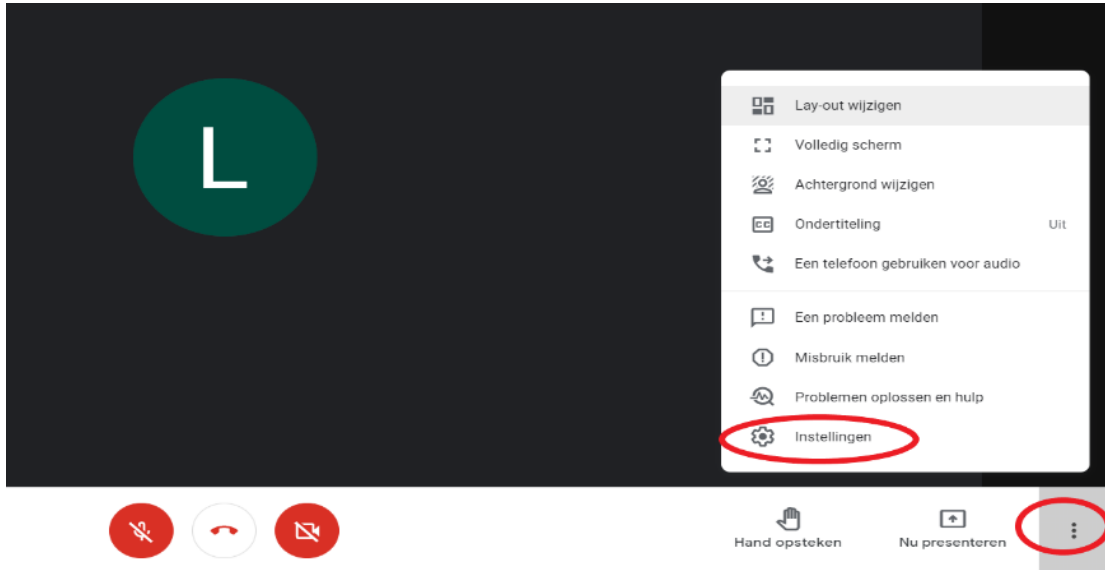 L
Lay-out wijzigen
Volledig scherm
Achtergrond wijzigen
CC Ondertiteling Uit
Een telefoon gebruiken voor audio
Een probleem melden
Misbruik melden
Problemen oplossen en hulp
Instellingen
Hand opsteken Nu presenteren